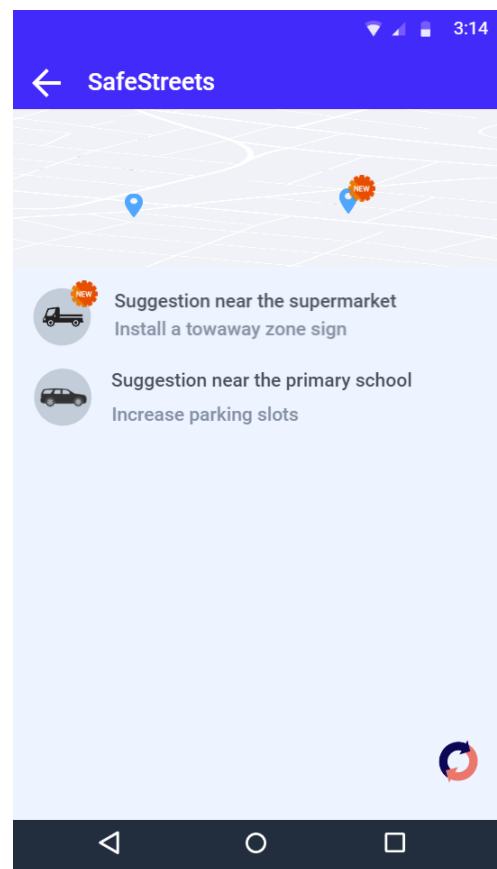 3:14
SafeStreets
NEW
NEW
Suggestion near the supermarket
Install a towaway zone sign
Suggestion near the primary school
Increase parking slots